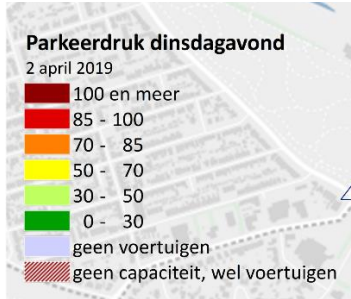 Parkeerdruk dinsdagavond
2 april 2019
100 en meer
85 - 100
70 - 85
50 - 70
30 - 50
0 - 30
geen voertuigen
geen capaciteit, wel voertuigen